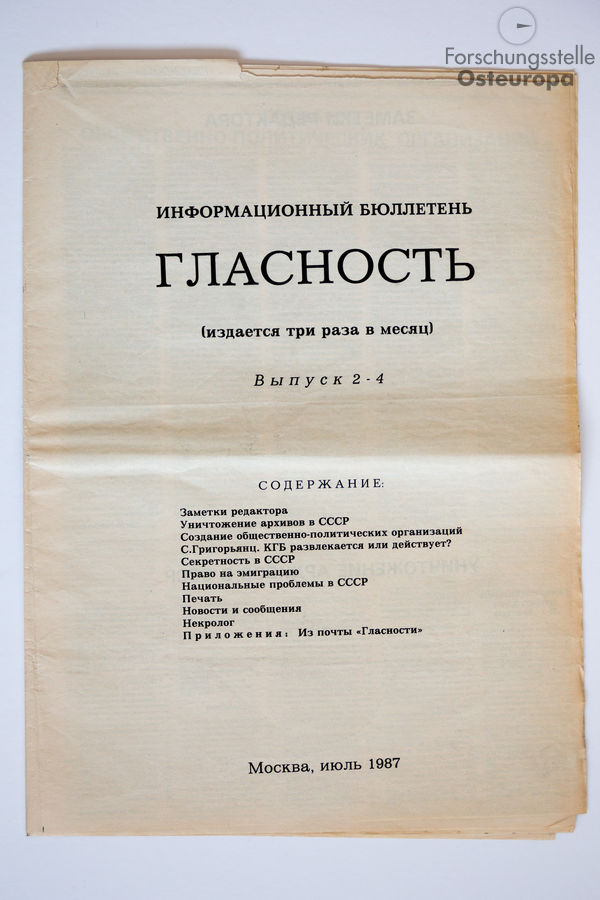 Forschungsstelle
Osteuropa
ИНФОРМАЦИОННЫЙ БЮЛЛЕТЕНЬ
ГЛАСНОСТЬ
(издается три раза в месяц)
Выпуск 2-4
СОДЕРЖАНИЕ:
Заметки редактора
Уничтожение архивов в СССР
Создание общественно-политических организаций
С.Григорьянц. КГБ развлекается или действует?
Секретность в СССР
Право на эмиграцию
Национальные проблемы в СССР
Печать
Новости и сообщения
Некролог
Приложения: Из почты «Гласности»
Москва, июль 1987